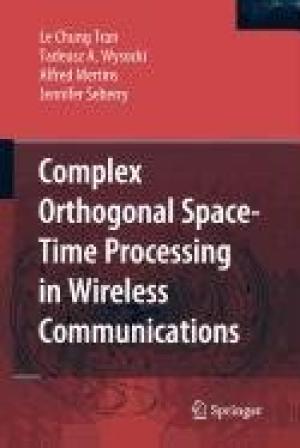 Le Chung Tran
Tadeusz A. Wysocki
Alfred Mertins
Jennifer Seberry
Complex
Orthogonal Space-
Time Processing
in Wireless
Communications
Springer